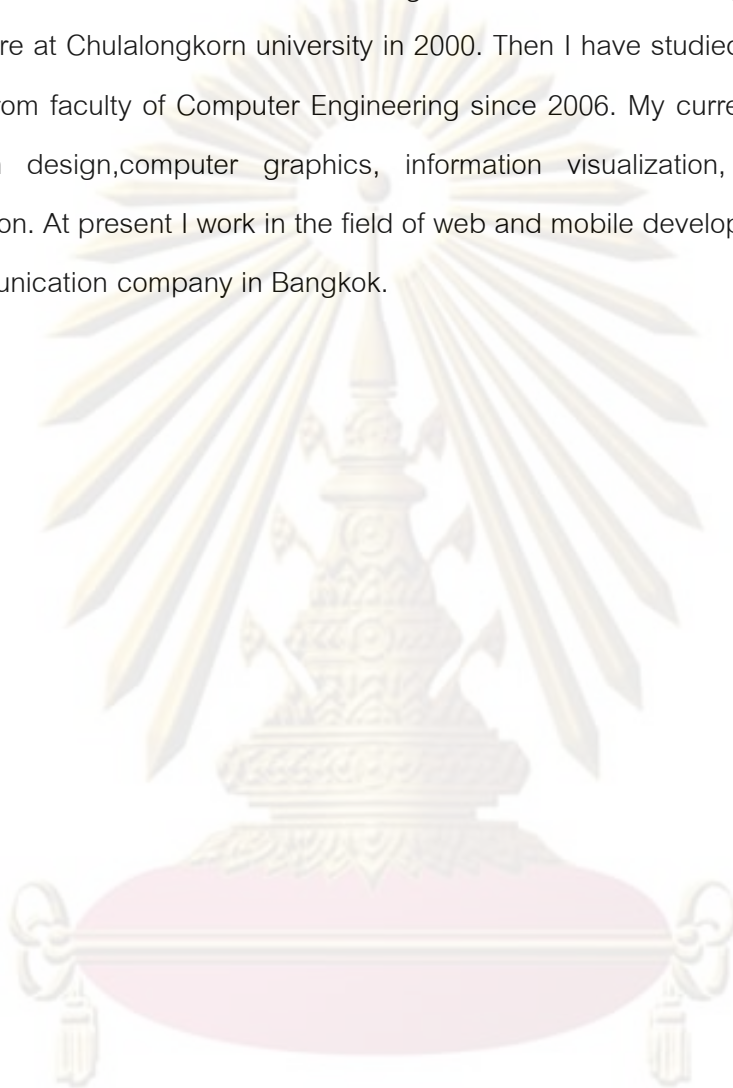 re at Chulalongkorn university in 2000. Then I have studied
rom faculty of Computer Engineering since 2006. My curre
design,computer graphics, information visualization,
on. At present I work in the field of web and mobile develop
unication company in Bangkok.